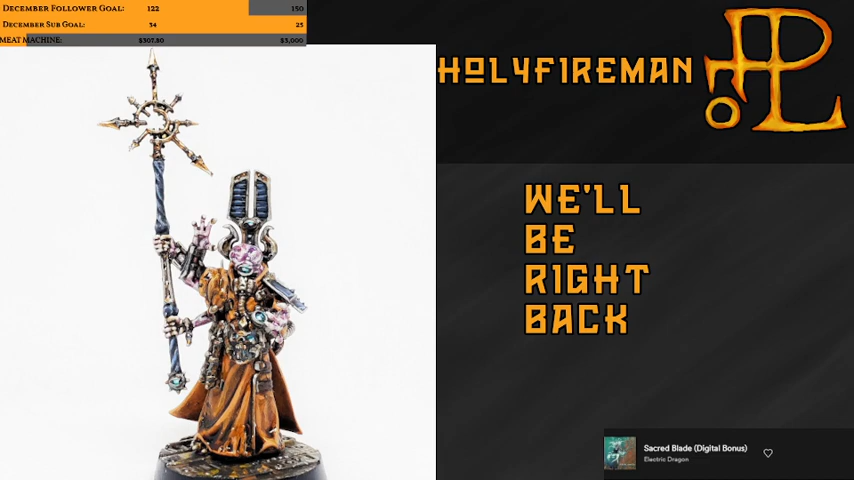 DECEMBER FOLLOWER GOAL: 122 150
DECEMBER SUB GOAL: 54 25
MEAT MACHINE: $307.80 $3,000
HOLYFIREMAN
WE'LL
BE
RIGHT
BACK
Sacred Blade (Digital Bonus)
Electric Dragon